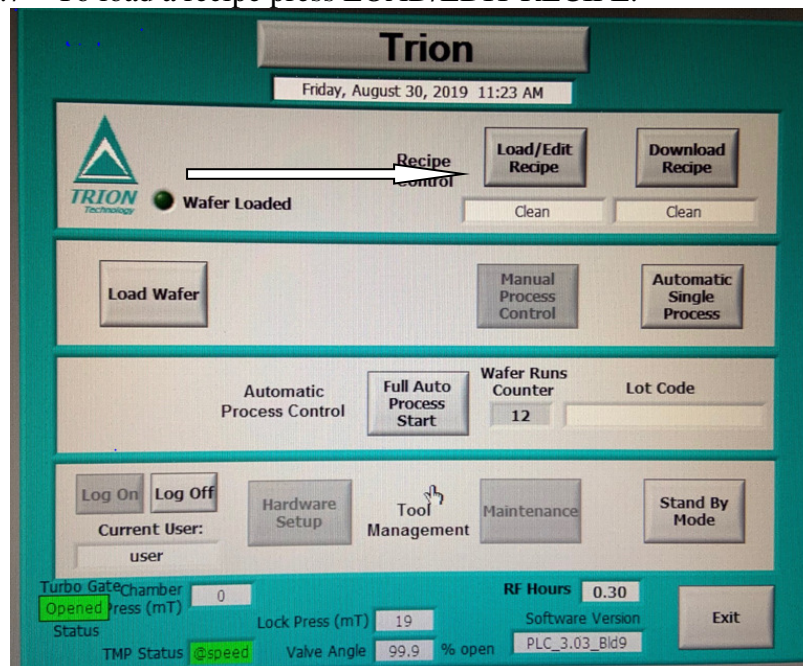 To load a recipe press LOAD/EDIT RECIPE.
Trion
Friday, August 30, 2019 11:23 AM
TRION
Technology
Wafer Loaded
Recipe
Control
Load/Edit
Recipe
Download
Recipe
Clean
Clean
Load Wafer
Manual
Process
Control
Automatic
Single
Process
Automatic
Process Control
Full Auto
Process
Start
Wafer Runs
Counter
12
Lot Code
Log On
Log Off
Current User:
user
Hardware
Setup
Tool
Management
Maintenance
Stand By
Mode
Turbo Gate
Opened
Status
Chamber
Press (mT)
0
TMP Status
@speed
Lock Press (mT)
19
Valve Angle
99.9
% open
RF Hours
0.30
Software Version
PLC_3.03_Bld9
Exit